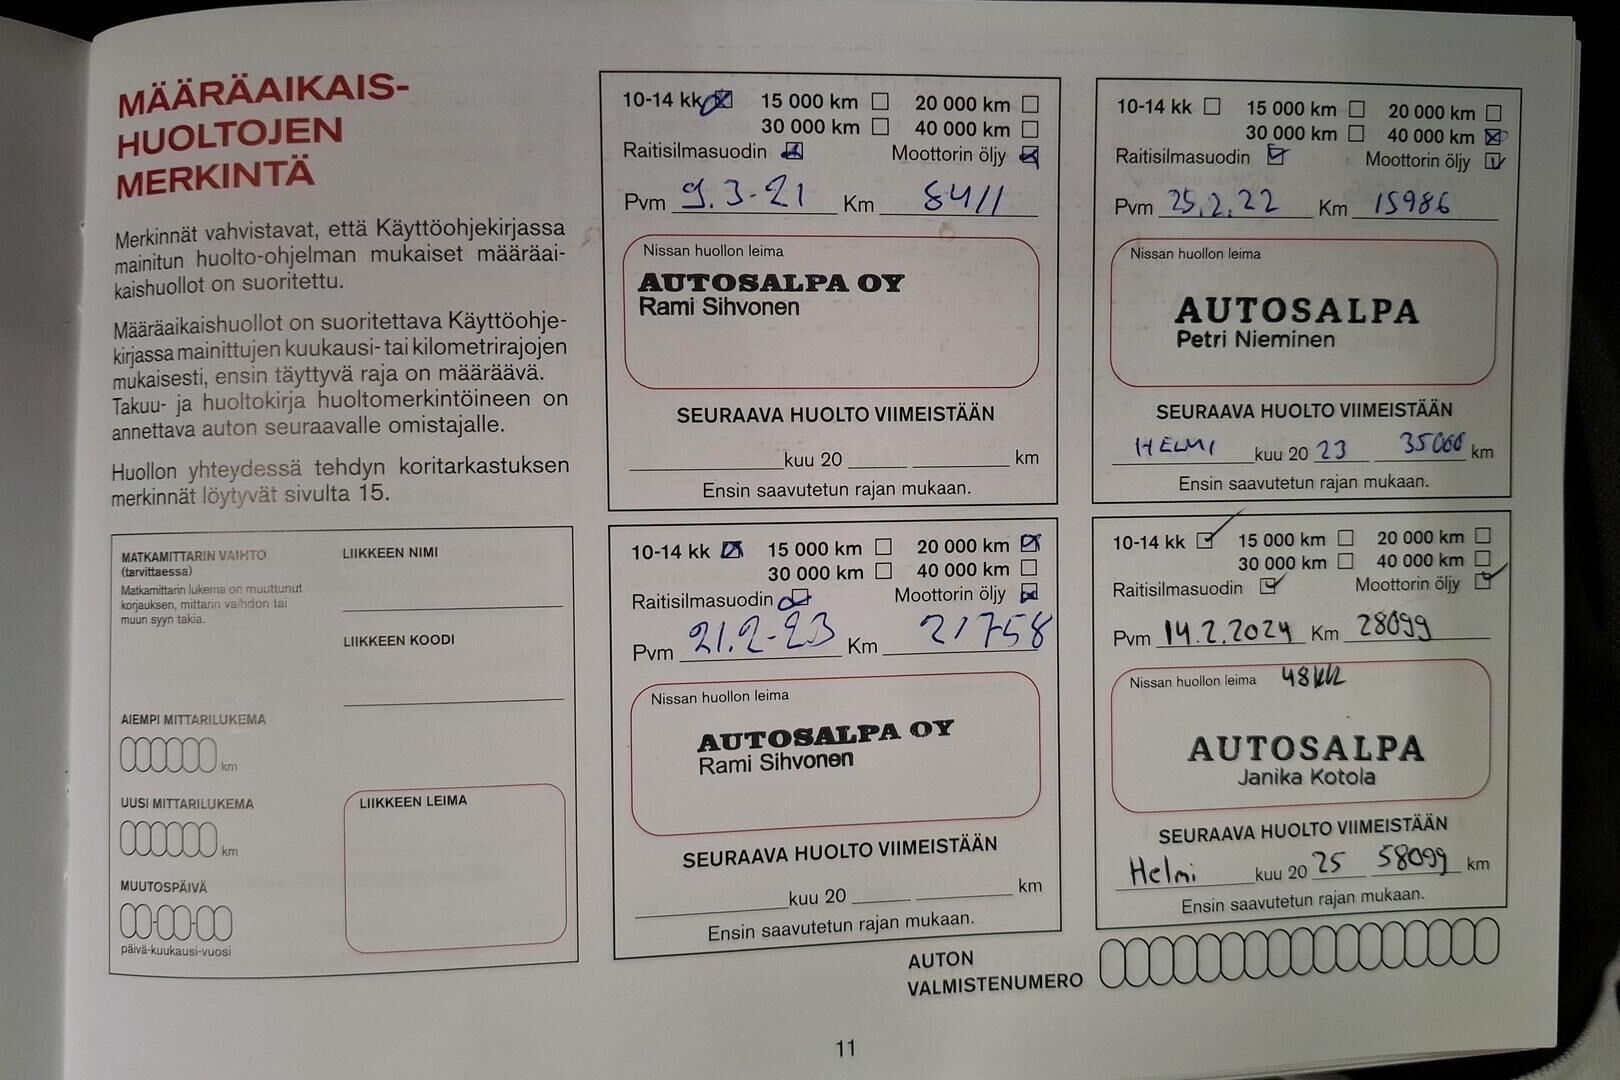 MÄÄRÄAIKAIS-
HUOLTOJEN
MERKINTÄ
Merkinnät vahvistavat, että Käyttöohjekirjassa
mainitun huolto-ohjelman mukaiset määräai-
kaishuollot on suoritettu.
Määräaikaishuollot on suoritettava Käyttöohje-
kirjassa mainittujen kuukausi- tai kilometrirajojen
mukaisesti, ensin täyttyvä raja on määräävä.
Takuu- ja huoltokirja huoltomerkintöineen on
annettava auton seuraavalle omistajalle.
Huollon yhteydessä tehdyn koritarkastuksen
merkinnät löytyvät sivulta 15.
MATKAMITTARIN VAIHTO
(tarvittaessa)
Matkamittarin lukema on muuttunut
korjauksen, mittarin vaihdon tai
muun syyn takia.
LIIKKEEN NIMI
LIIKKEEN KOODI
AIEMPI MITTARILUKEMA
km
UUSI MITTARILUKEMA
km
MUUTOSPÄIVÄ
päivä-kuukausi-vuosi
LIIKKEEN LEIMA
10-14 kk 15 000 km 20 000 km
30 000 km 40 000 km
Raitisilmasuodin Moottorin öljy
Pvm 9.3-21 Km 8411
Nissan huollon leima
AUTOSALPA OY
Rami Sihvonen
SEURAAVA HUOLTO VIIMEISTÄÄN
kuu 20 km
Ensin saavutetun rajan mukaan.
10-14 kk 15 000 km 20 000 km
30 000 km 40 000 km
Raitisilmasuodin Moottorin öljy
Pvm 25.2.22 Km 15986
Nissan huollon leima
AUTOSALPA
Petri Nieminen
SEURAAVA HUOLTO VIIMEISTÄÄN
HELMI kuu 20 23 35000 km
Ensin saavutetun rajan mukaan.
10-14 kk 15 000 km 20 000 km
30 000 km 40 000 km
Raitisilmasuodin Moottorin öljy
Pvm 21.2-23 Km 21758
Nissan huollon leima
AUTOSALPA OY
Rami Sihvonen
SEURAAVA HUOLTO VIIMEISTÄÄN
kuu 20 km
Ensin saavutetun rajan mukaan.
10-14 kk 15 000 km 20 000 km
30 000 km 40 000 km
Raitisilmasuodin Moottorin öljy
Pvm 14.2.2024 Km 28099
Nissan huollon leima 48kk
AUTOSALPA
Janika Kotola
SEURAAVA HUOLTO VIIMEISTÄÄN
Helmi kuu 20 25 58099 km
Ensin saavutetun rajan mukaan.
AUTON
VALMISTENUMERO
11